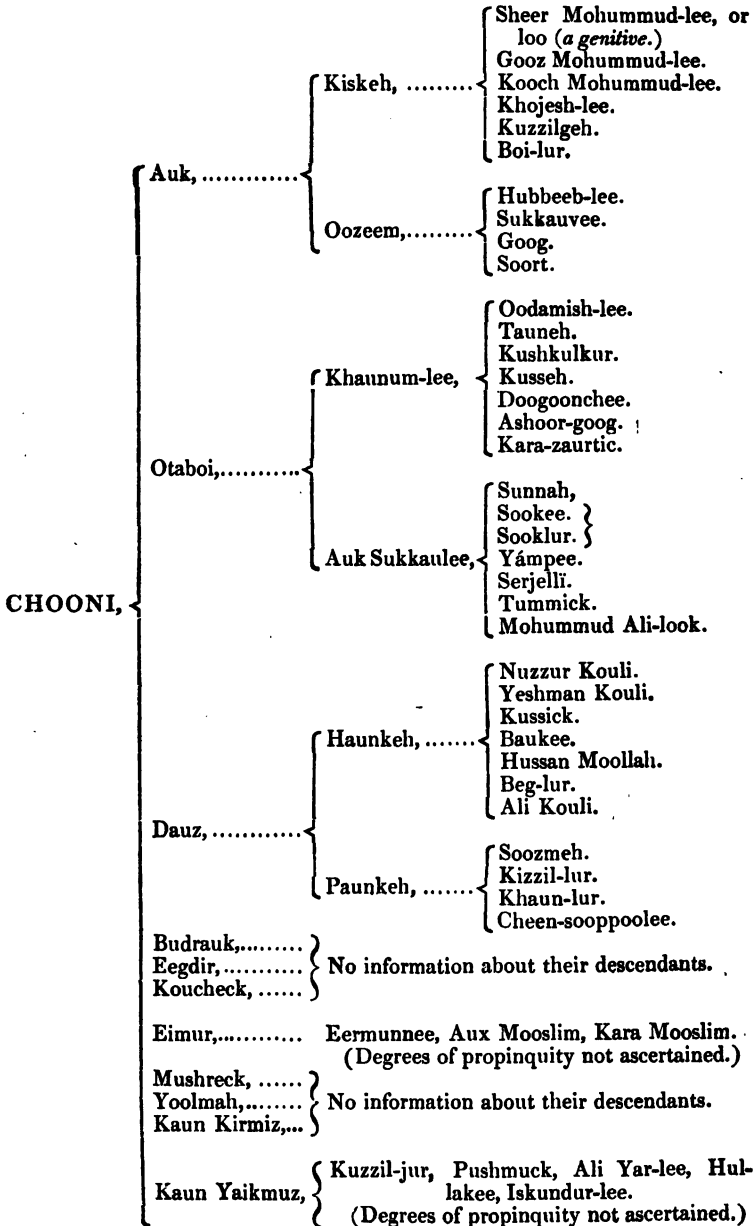 CHOONI,
Auk, .............
Kiskeh, .........
Sheer Mohummud-lee, or
loo (a genitive.)
Gooz Mohummud-lee.
Kooch Mohummud-lee.
Khojesh-lee.
Kuzzilgeh.
Boi-lur.
Oozeem,.........
Hubbeeb-lee.
Sukkauvee.
Goog.
Soort.
Otaboi,...........
Khaunum-lee,
Oodamish-lee.
Tauneh.
Kushkulkur.
Kusseh.
Doogoonchee.
Ashoor-goog.
Kara-zaurtic.
Auk Sukkaulee,
Sunnah,
Sookee.
Sooklur.
Yámpee.
Serjellï.
Tummick.
Mohummud Ali-look.
Dauz, ............
Haunkeh, .......
Nuzzur Kouli.
Yeshman Kouli.
Kussick.
Baukee.
Hussan Moollah.
Beg-lur.
Ali Kouli.
Paunkeh, .......
Soozmeh.
Kizzil-lur.
Khaun-lur.
Cheen-sooppoolee.
Budrauk,.........
Eegdir, ...........
Koucheck, ......
No information about their descendants.
Eimur,........... Eermunnee, Aux Mooslim, Kara Mooslim.
(Degrees of propinquity not ascertained.)
Mushreck, ......
Yoolmah,........
Kaun Kirmiz,...
No information about their descendants.
Kaun Yaikmuz,
Kuzzil-jur, Pushmuck, Ali Yar-lee, Hul-
lakee, Iskundur-lee.
(Degrees of propinquity not ascertained.)